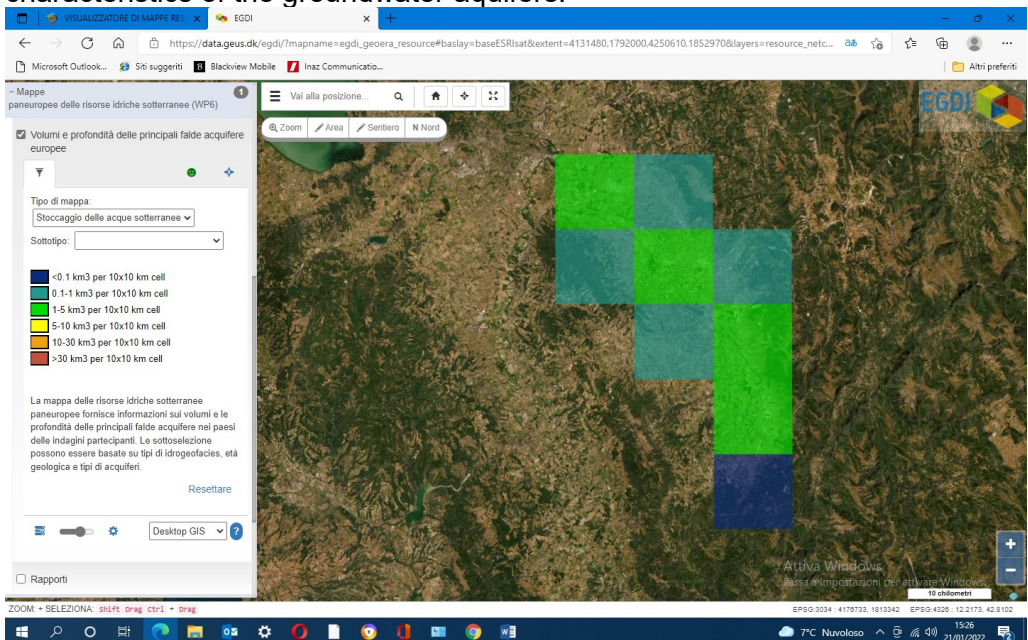 characteristics of the groundwater aquifers.
VISUALIZZATORE DI MAPPE RES
EGDI
https://data.geus.dk/egdi/?mapname=egdi_geoera_resource#baslay=baseESRIsat&extent=4131480,1792000,4250610,1852970&layers=resource_netc...
Microsoft Outlook...
Siti suggeriti
Blackview Mobile
Inaz Communicatio...
Altri preferiti
− Mappe
paneuropee delle risorse idriche sotterranee (WP6)
1
Vai alla posizione...
EGDI
Zoom
Area
Sentiero
N Nord
Volumi e profondità delle principali falde acquifere
europee
Tipo di mappa:
Stoccaggio delle acque sotterranee
Sottotipo:
<0.1 km3 per 10x10 km cell
0.1-1 km3 per 10x10 km cell
1-5 km3 per 10x10 km cell
5-10 km3 per 10x10 km cell
10-30 km3 per 10x10 km cell
>30 km3 per 10x10 km cell
La mappa delle risorse idriche sotterranee
paneuropee fornisce informazioni sui volumi e le
profondità delle principali falde acquifere nei paesi
delle indagini partecipanti. Le sottoselezione
possono essere basate su tipi di idrogeofacies, età
geologica e tipi di acquiferi.
Resettare
Desktop GIS
?
Rapporti
Attiva Windows
Passa a Impostazioni per attivare Windows.
10 chilometri
ZOOM: + SELEZIONA: Shift Drag Ctrl + Drag
EPSG:3034 : 4176733, 1813342
EPSG:4326 : 12.2173, 42.8102
7°C Nuvoloso
15:26
21/01/2022